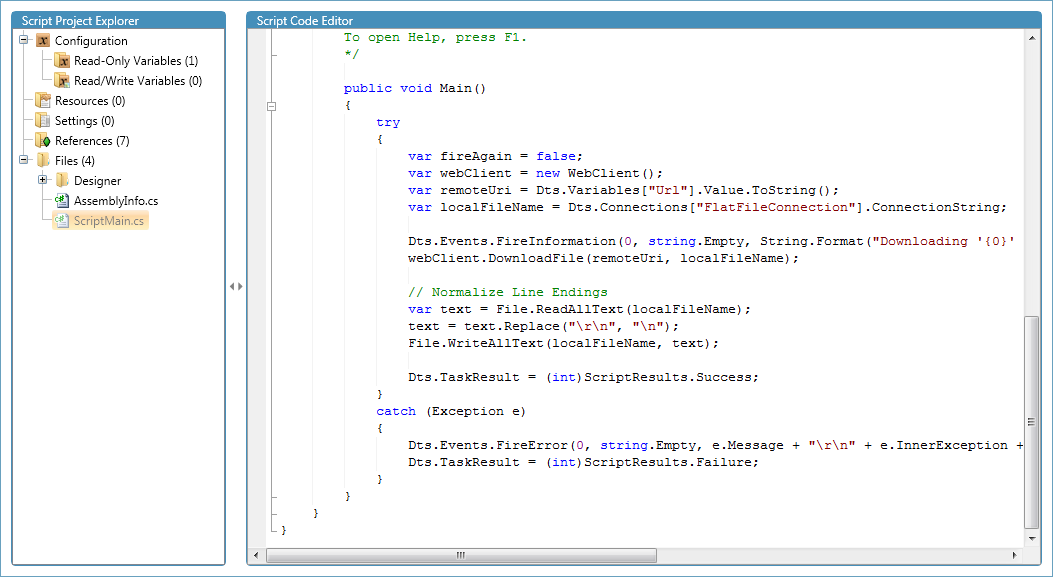 Script Project Explorer
Configuration
Read-Only Variables (1)
Read/Write Variables (0)
Resources (0)
Settings (0)
References (7)
Files (4)
Designer
AssemblyInfo.cs
ScriptMain.cs
Script Code Editor
To open Help, press F1.
*/
public void Main()
{
try
{
var fireAgain = false;
var webClient = new WebClient();
var remoteUri = Dts.Variables["Url"].Value.ToString();
var localFileName = Dts.Connections["FlatFileConnection"].ConnectionString;
Dts.Events.FireInformation(0, string.Empty, String.Format("Downloading '{0}'
webClient.DownloadFile(remoteUri, localFileName);
// Normalize Line Endings
var text = File.ReadAllText(localFileName);
text = text.Replace("\r\n", "\n");
File.WriteAllText(localFileName, text);
Dts.TaskResult = (int)ScriptResults.Success;
}
catch (Exception e)
{
Dts.Events.FireError(0, string.Empty, e.Message + "\r\n" + e.InnerException +
Dts.TaskResult = (int)ScriptResults.Failure;
}
}
}
}